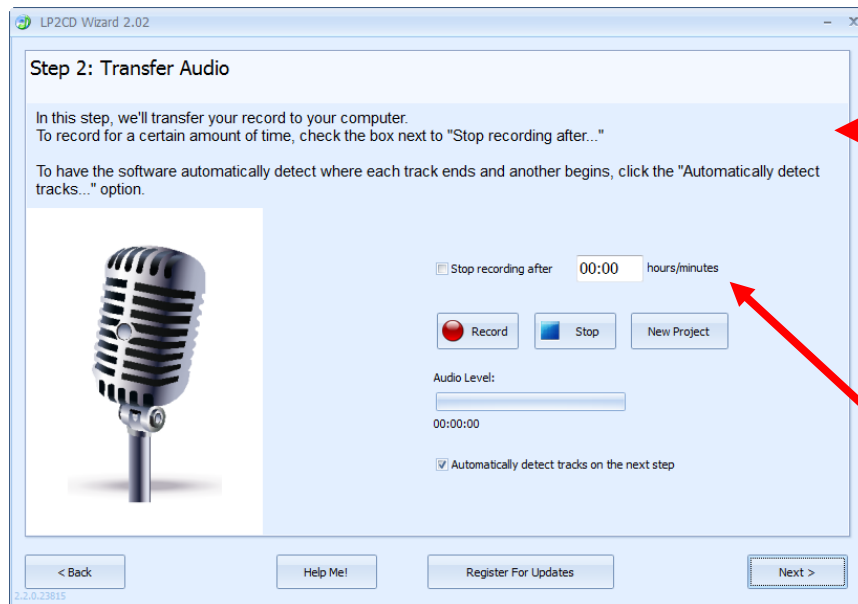 LP2CD Wizard 2.02
Step 2: Transfer Audio
In this step, we'll transfer your record to your computer.
To record for a certain amount of time, check the box next to "Stop recording after..."
To have the software automatically detect where each track ends and another begins, click the "Automatically detect
tracks..." option.
Stop recording after 00:00 hours/minutes
Record Stop New Project
Audio Level:
00:00:00
Automatically detect tracks on the next step
< Back Help Me! Register For Updates Next >
2.2.0.23815